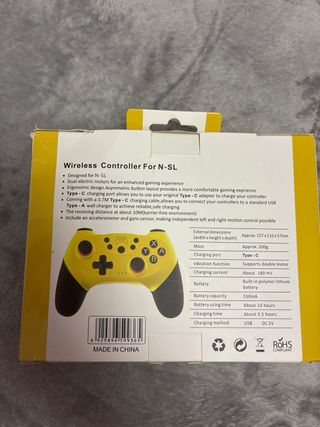 Wireless Controller For N-SL
• Designed for N-SL
• Dual electric motors for an enhanced gaming experience
• Ergonomic design Asymmetric button layout provides a more comfortable gaming expirience
• Type - C charging port allows you to use your original Type - C adapter to charge your controller
• Coming with a 0.7M Type - C charging cable,allows you to connect your controllers to a standard USB
Type - A wall charger to achieve reliable,safe charging
• The receiving distance at about 10M(barrier-free environment)
• Include an accelerometer and gyro sensor, making independent left and right motion control possible
External dimensions
(width x height x depth) Approx. 157x110x57mm
Mass Approx. 200g
Charging port Type - C
vibration function Supports double motor
Charging current About 180 mA
Battery Built-in polymer lithium
battery
Battery capacity 550mA
Battery using time About 10 hours
Charging time About 3.5 hours
Charging method USB DC 5V
X
Y
A
B
6 929896 599365
MADE IN CHINA
CE
RoHS
COMPLIANT